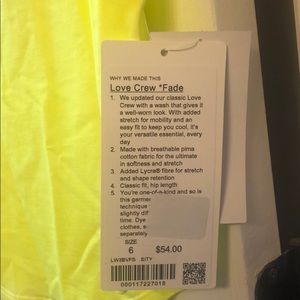 WHY WE MADE THIS
Love Crew *Fade
1. We updated our classic Love
Crew with a wash that gives it
a well-worn look. With added
stretch for mobility and an
easy fit to keep you cool, it's
your versatile essential, every
day
2. Made with breathable pima
cotton fabric for the ultimate
in softness and stretch
3. Added Lycra® fibre for stretch
and shape retention
4. Classic fit, hip length
5. You're one-of-a-kind and so is
this garmen
technique
slightly dif
time. Dye
clothes, s
separately
SIZE
6 $54.00
LW3BVPS SITY
000117227018